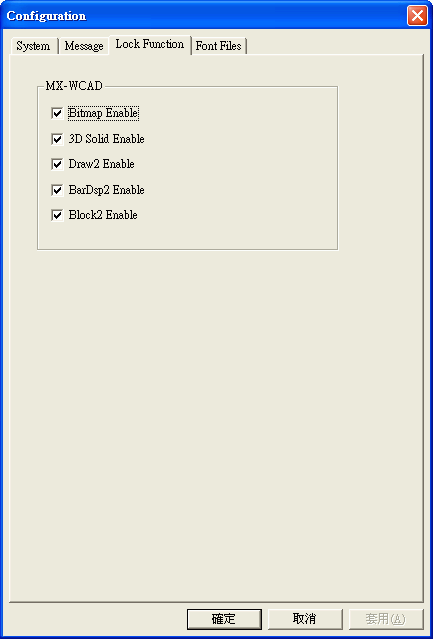 Configuration
System Message Lock Function Font Files
MX-WCAD
Bitmap Enable
3D Solid Enable
Draw2 Enable
BarDsp2 Enable
Block2 Enable
確定 取消 套用(A)